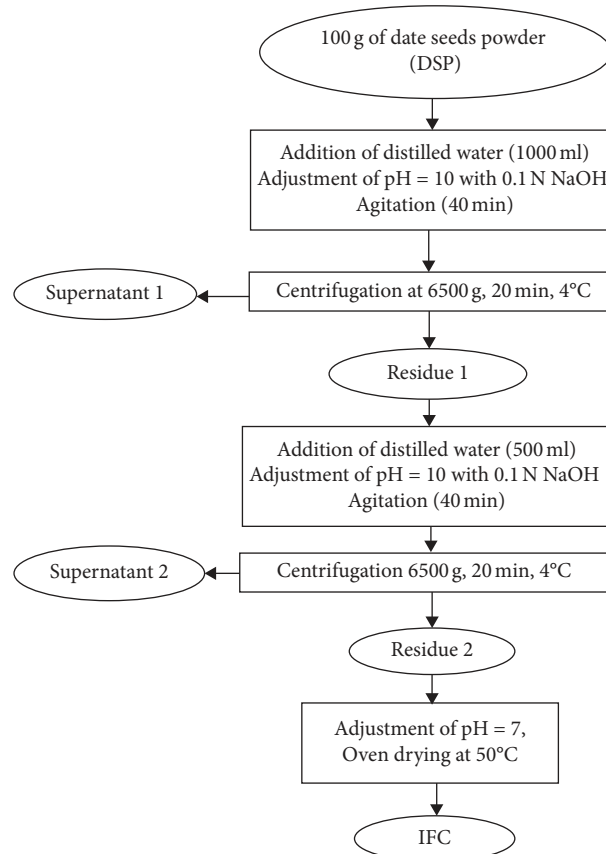 100 g of date seeds powder
(DSP)
Addition of distilled water (1000 ml)
Adjustment of pH = 10 with 0.1 N NaOH
Agitation (40 min)
Supernatant 1
Centrifugation at 6500 g, 20 min, 4°C
Residue 1
Addition of distilled water (500 ml)
Adjustment of pH = 10 with 0.1 N NaOH
Agitation (40 min)
Supernatant 2
Centrifugation 6500 g, 20 min, 4°C
Residue 2
Adjustment of pH = 7,
Oven drying at 50°C
IFC